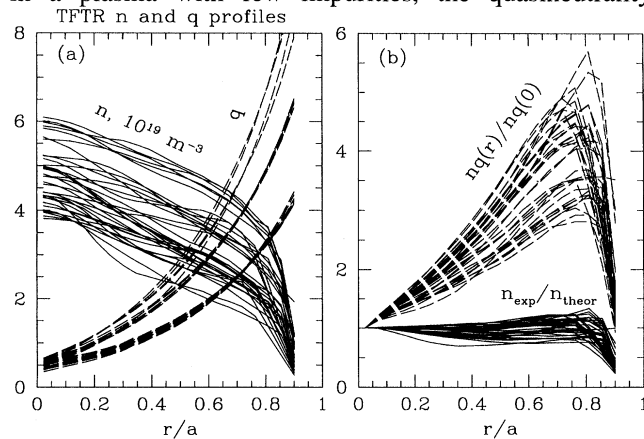 in a plasma with few impurities, the quasineutrality
TFTR n and q profiles
(a)
n, 10¹⁹ m⁻³
q
8
6
4
2
0
0 0.2 0.4 0.6 0.8 1
r/a
(b)
nq(r)/nq(0)
n_exp/n_theor
6
4
2
0
0 0.2 0.4 0.6 0.8 1
r/a